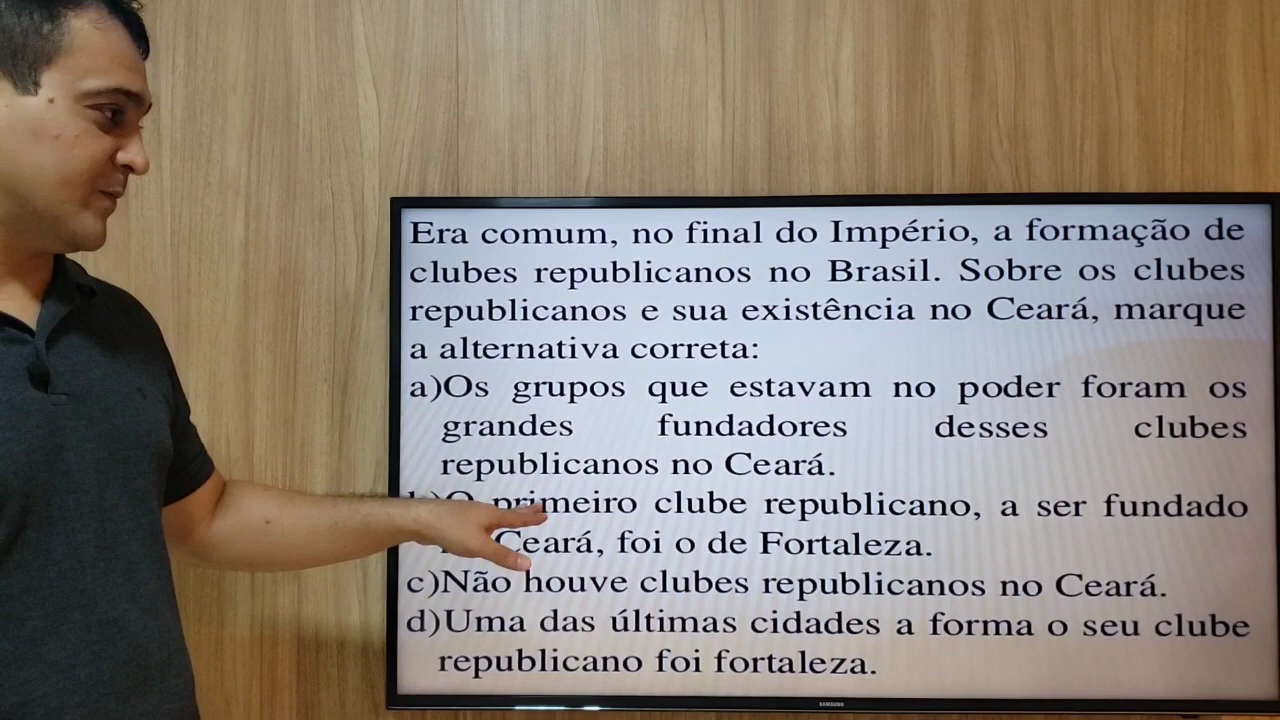 Era comum, no final do Império, a formação de
clubes republicanos no Brasil. Sobre os clubes
republicanos e sua existência no Ceará, marque
a alternativa correta:
a)Os grupos que estavam no poder foram os
grandes fundadores desses clubes
republicanos no Ceará.
b)O primeiro clube republicano, a ser fundado
Ceará, foi o de Fortaleza.
c)Não houve clubes republicanos no Ceará.
d)Uma das últimas cidades a forma o seu clube
republicano foi fortaleza.
SAMSUNG